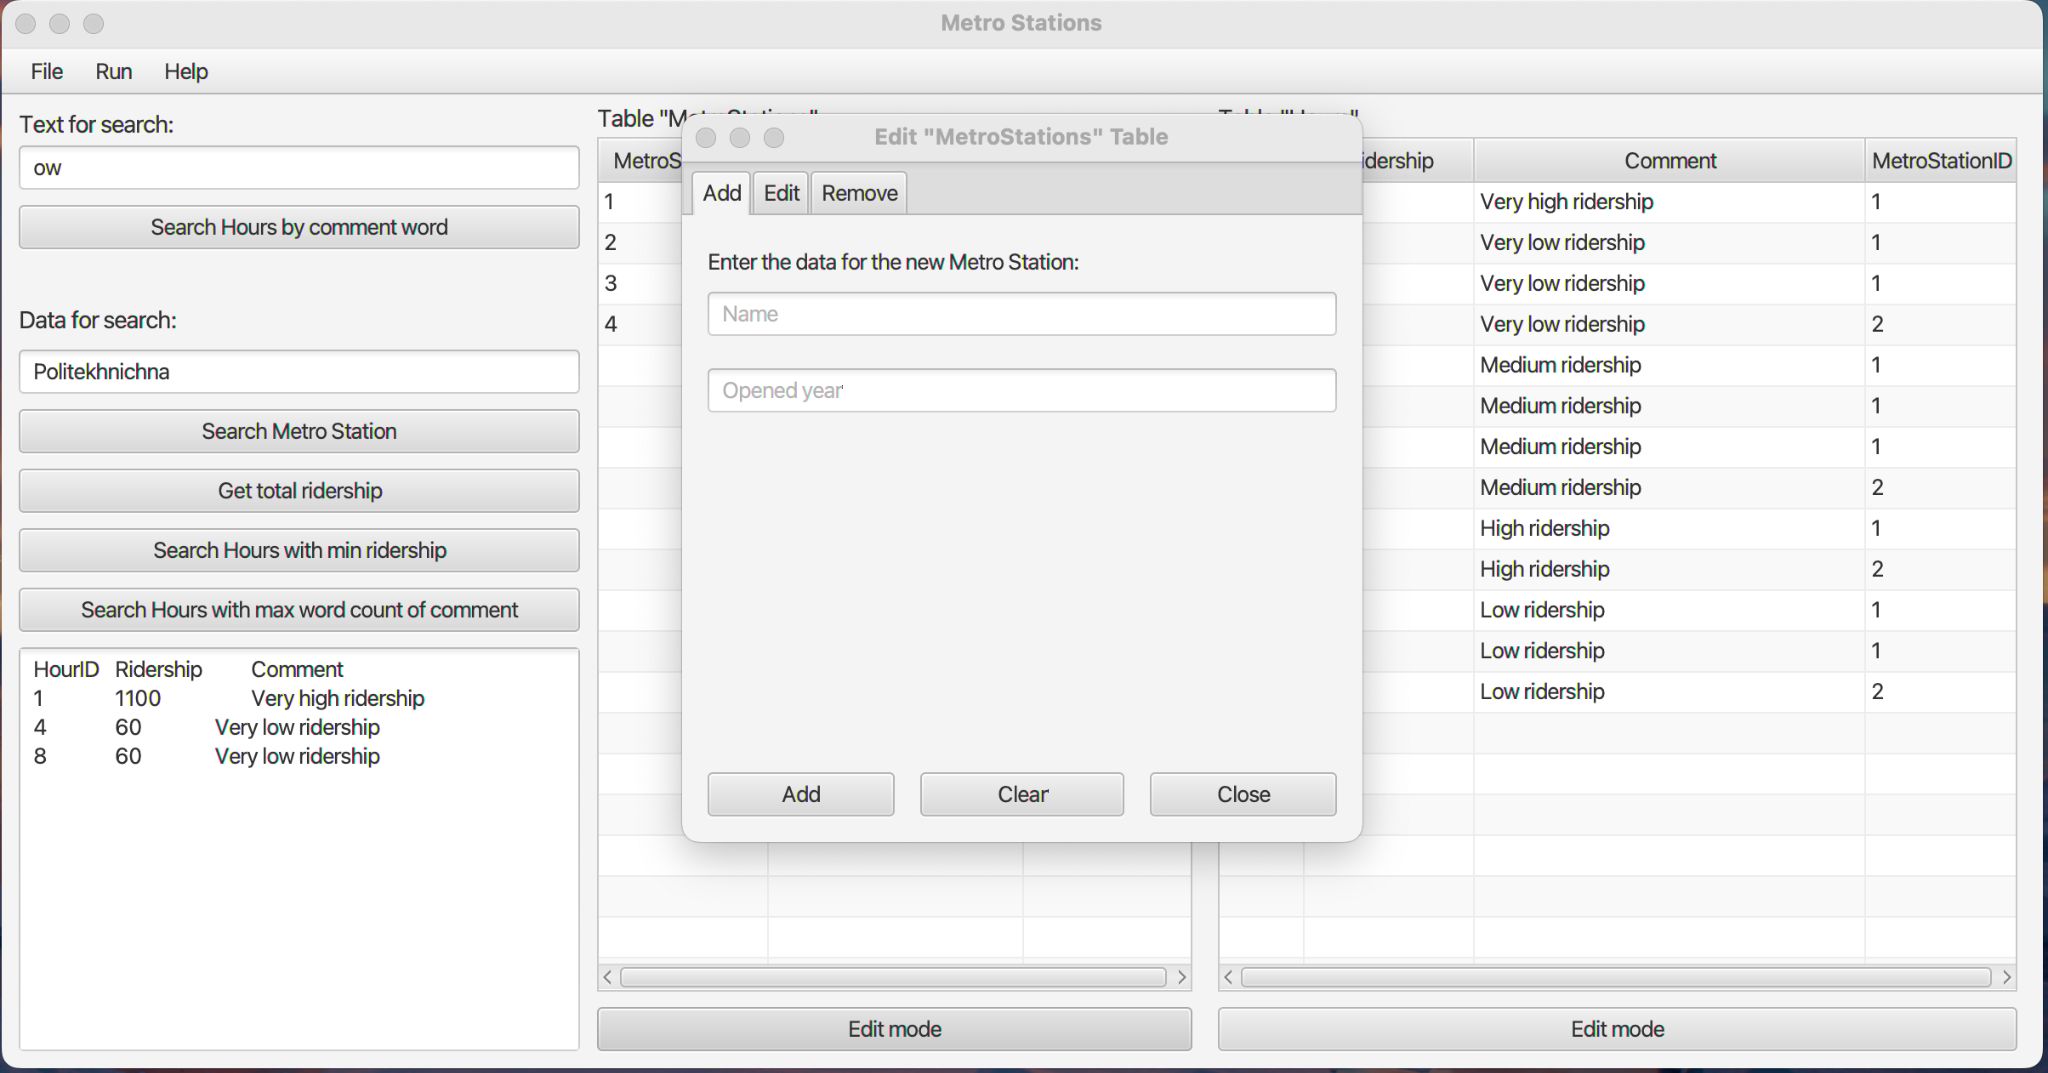 Metro Stations
File Run Help
Text for search:
ow
Search Hours by comment word
Data for search:
Politekhnichna
Search Metro Station
Get total ridership
Search Hours with min ridership
Search Hours with max word count of comment
HourID Ridership Comment
1 1100 Very high ridership
4 60 Very low ridership
8 60 Very low ridership
Table
MetroS
1
2
3
4
Edit mode
Edit "MetroStations" Table
Add Edit Remove
Enter the data for the new Metro Station:
Name
Opened year
Add Clear Close
idership Comment MetroStationID
Very high ridership 1
Very low ridership 1
Very low ridership 1
Very low ridership 2
Medium ridership 1
Medium ridership 1
Medium ridership 1
Medium ridership 2
High ridership 1
High ridership 2
Low ridership 1
Low ridership 1
Low ridership 2
Edit mode